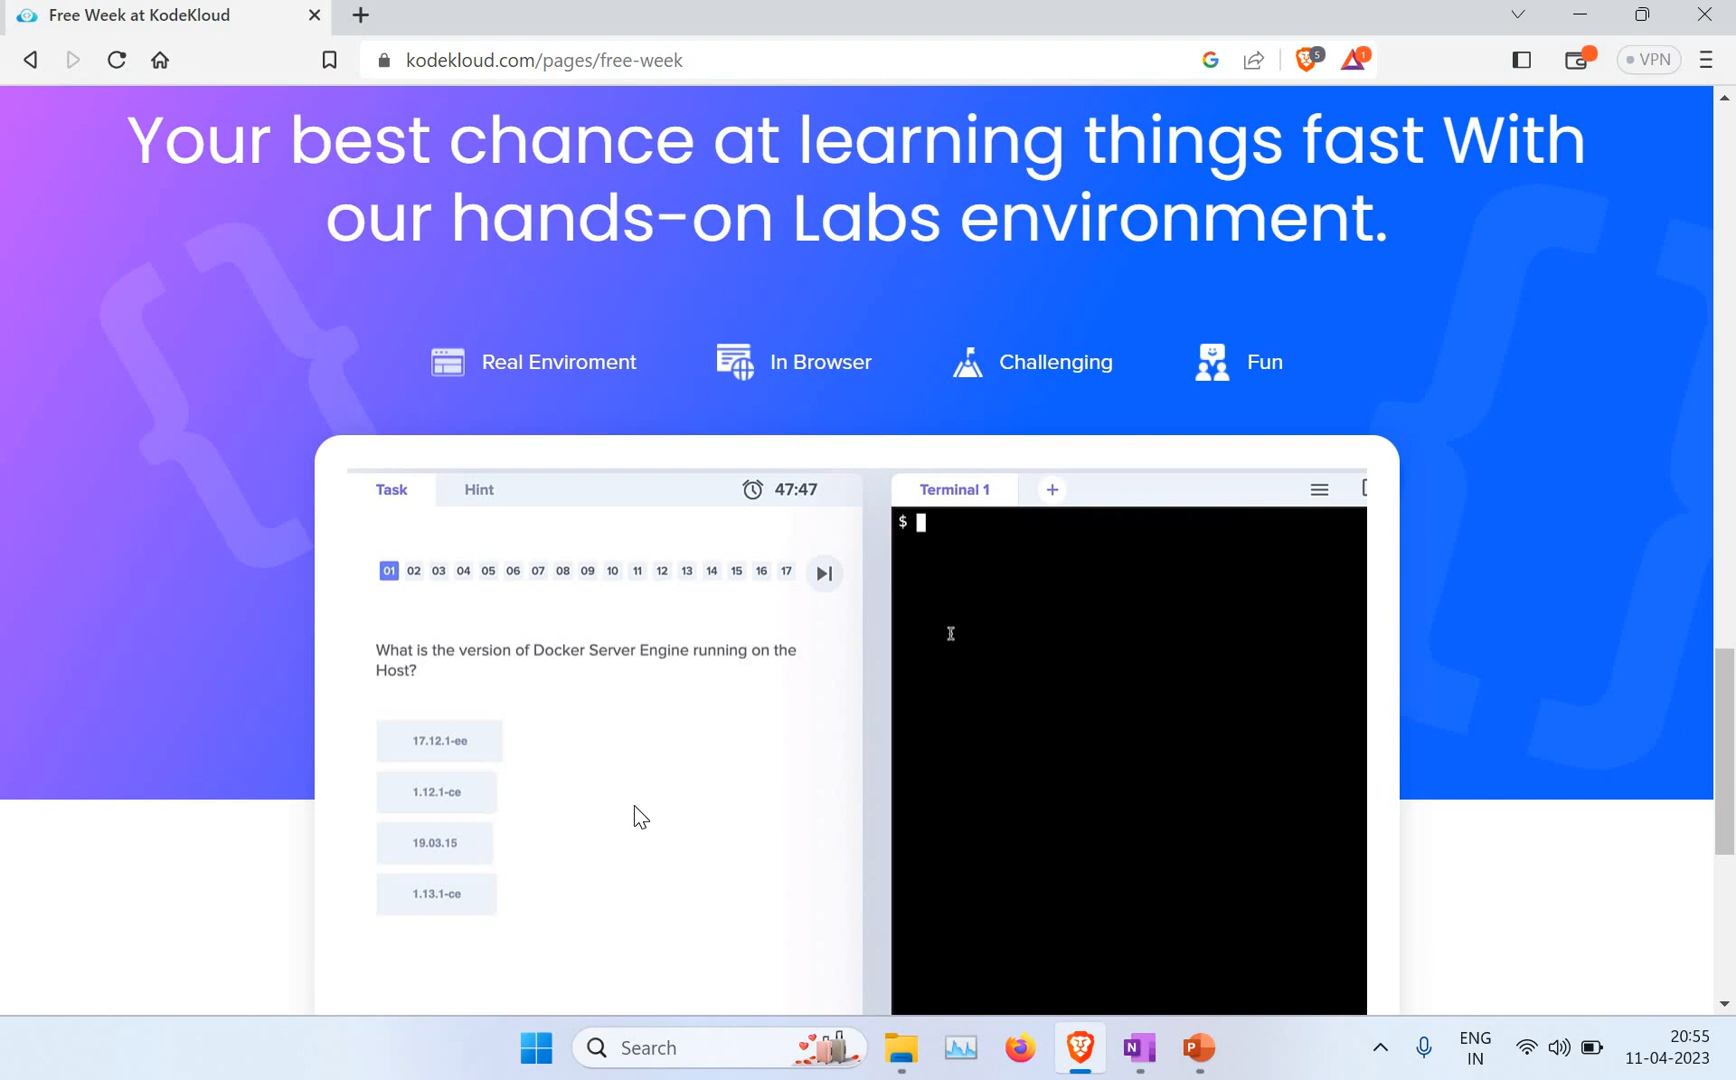 Free Week at KodeKloud
kodekloud.com/pages/free-week
5
1
VPN
Your best chance at learning things fast With
our hands-on Labs environment.
Real Enviroment
In Browser
Challenging
Fun
Task
Hint
47:47
Terminal 1
+
$
01 02 03 04 05 06 07 08 09 10 11 12 13 14 15 16 17
What is the version of Docker Server Engine running on the
Host?
17.12.1-ee
1.12.1-ce
19.03.15
1.13.1-ce
Search
N
P
ENG
IN
20:55
11-04-2023